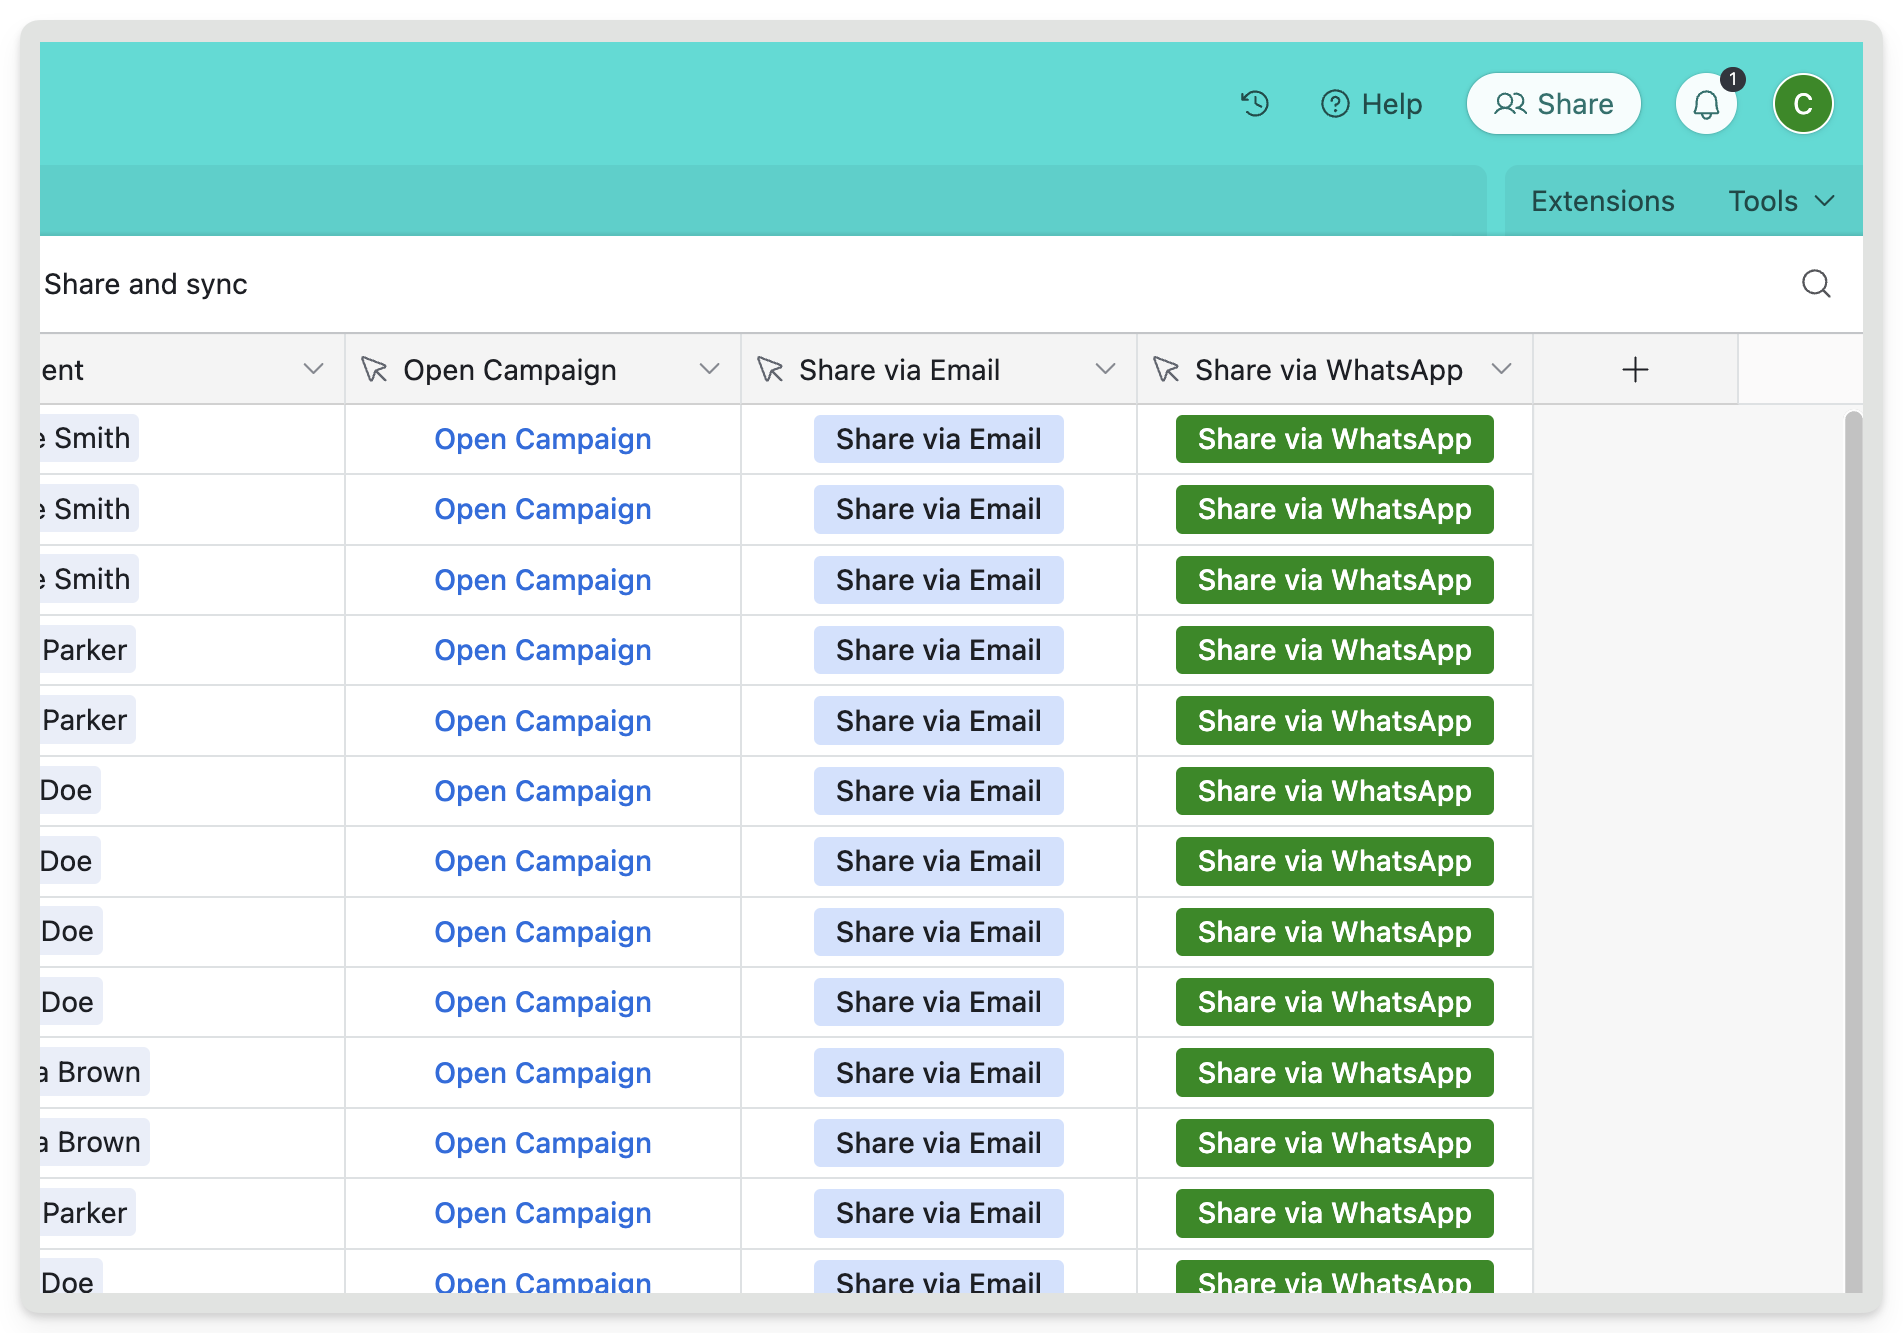 Help Share 1 C
Extensions Tools
Share and sync
ent Open Campaign Share via Email Share via WhatsApp +
e Smith Open Campaign Share via Email Share via WhatsApp
e Smith Open Campaign Share via Email Share via WhatsApp
e Smith Open Campaign Share via Email Share via WhatsApp
Parker Open Campaign Share via Email Share via WhatsApp
Parker Open Campaign Share via Email Share via WhatsApp
Doe Open Campaign Share via Email Share via WhatsApp
Doe Open Campaign Share via Email Share via WhatsApp
Doe Open Campaign Share via Email Share via WhatsApp
Doe Open Campaign Share via Email Share via WhatsApp
a Brown Open Campaign Share via Email Share via WhatsApp
a Brown Open Campaign Share via Email Share via WhatsApp
Parker Open Campaign Share via Email Share via WhatsApp
Doe Open Campaign Share via Email Share via WhatsApp